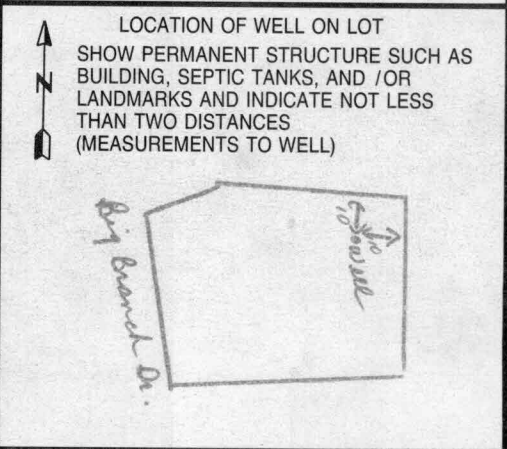 LOCATION OF WELL ON LOT
SHOW PERMANENT STRUCTURE SUCH AS
BUILDING, SEPTIC TANKS, AND /OR
LANDMARKS AND INDICATE NOT LESS
THAN TWO DISTANCES
(MEASUREMENTS TO WELL)
N
Big Branch Dr.
10
10
well